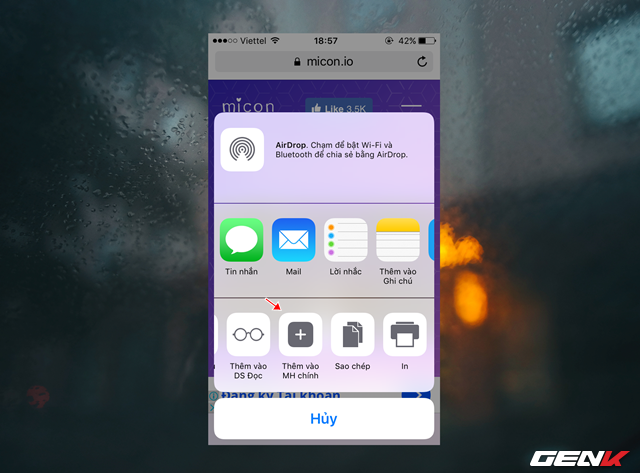 Viettel 18:57 42%
micon.io
micon Like 3.5K
AirDrop. Chạm để bật Wi-Fi và
Bluetooth để chia sẻ bằng AirDrop.
Tin nhắn Mail Lời nhắc Thêm vào
Ghi chú
Thêm vào Thêm vào Sao chép In
DS Đọc MH chính
Đăng ký Tài khoản
Hủy
GENK